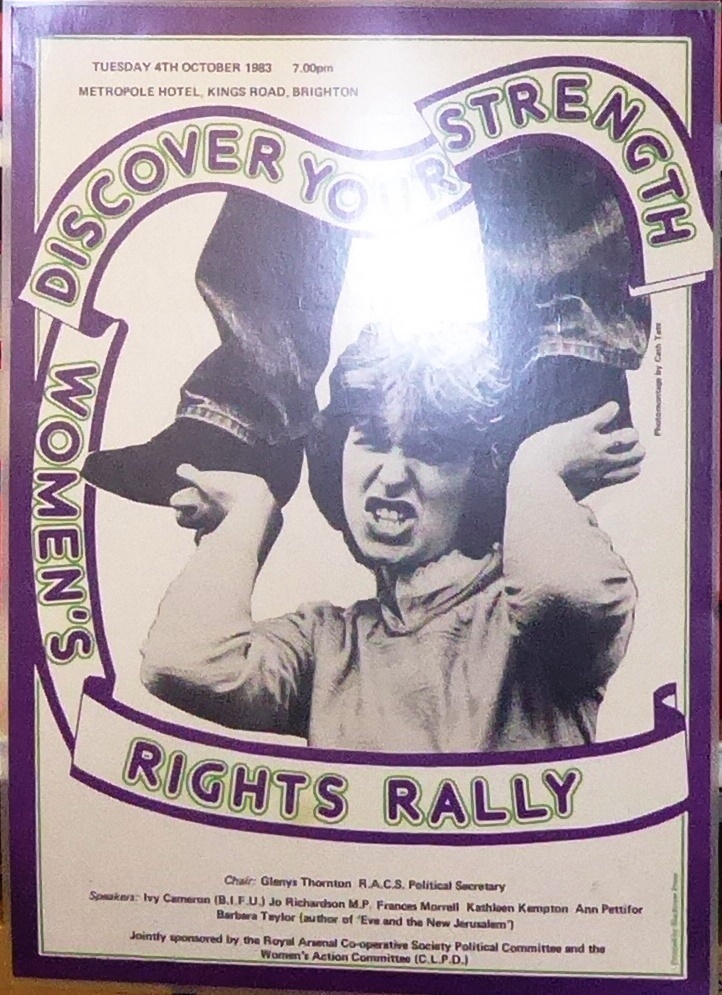 TUESDAY 4TH OCTOBER 1983 7.00pm
METROPOLE HOTEL, KINGS ROAD, BRIGHTON
DISCOVER YOUR STRENGTH
WOMEN'S
RIGHTS RALLY
Photomontage by Cath Tate
Chair: Glenys Thornton R.A.C.S. Political Secretary
Speakers: Ivy Cameron (B.I.F.U.) Jo Richardson M.P. Frances Morrell Kathleen Kempton Ann Pettifor
Barbara Taylor (author of 'Eve and the New Jerusalem')
Jointly sponsored by the Royal Arsenal Co-operative Society Political Committee and the
Women's Action Committee (C.L.P.D.)